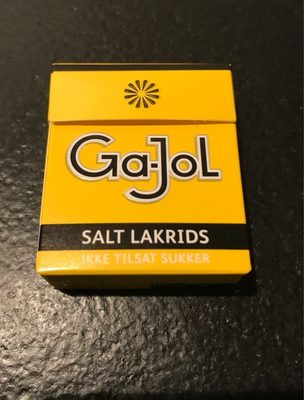 Ga-Jol
SALT LAKRIDS
IKKE TILSAT SUKKER